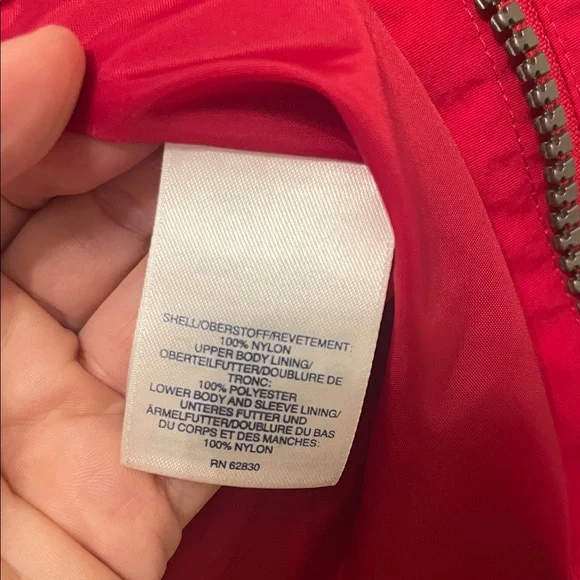 SHELL/OBERSTOFF/REVETEMENT:
100% NYLON
UPPER BODY LINING/
OBERTEILFUTTER/DOUBLURE DE
TRONC:
100% POLYESTER
LOWER BODY AND SLEEVE LINING/
UNTERES FUTTER UND
ÄRMELFUTTER/DOUBLURE DU BAS
DU CORPS ET DES MANCHES:
100% NYLON
RN 62830